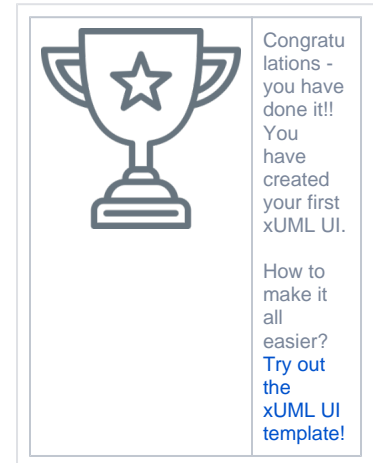 Congratu
lations -
you have
done it!!
You
have
created
your first
xUML UI.
How to
make it
all
easier?
Try out
the
xUML UI
template!